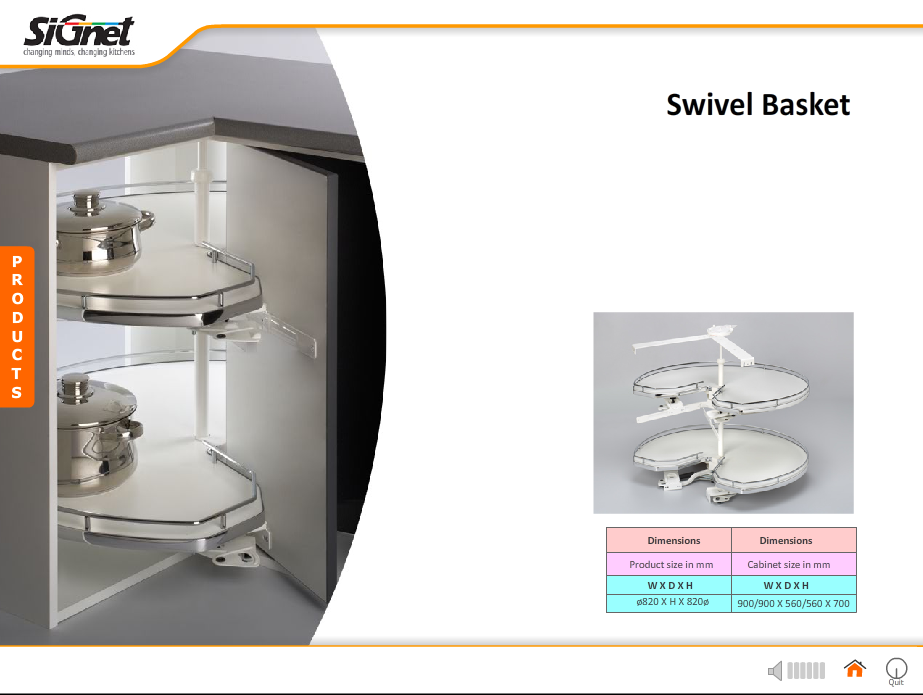 SiGnet
changing minds, changing kitchens
Swivel Basket
PRODUCTS
Dimensions Dimensions
Product size in mm Cabinet size in mm
W X D X H W X D X H
ø820 X H X 820ø 900/900 X 560/560 X 700
Quit